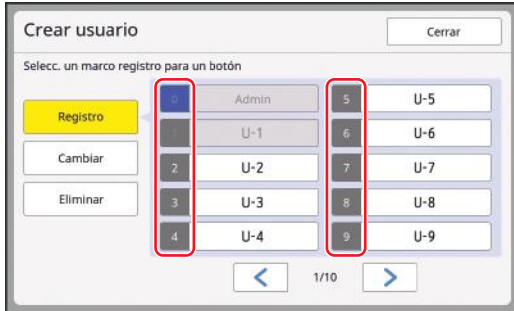 Crear usuario
Cerrar
Selecc. un marco registro para un botón
Registro
Cambiar
Eliminar
0 Admin 5 U-5
1 U-1 6 U-6
2 U-2 7 U-7
3 U-3 8 U-8
4 U-4 9 U-9
1/10